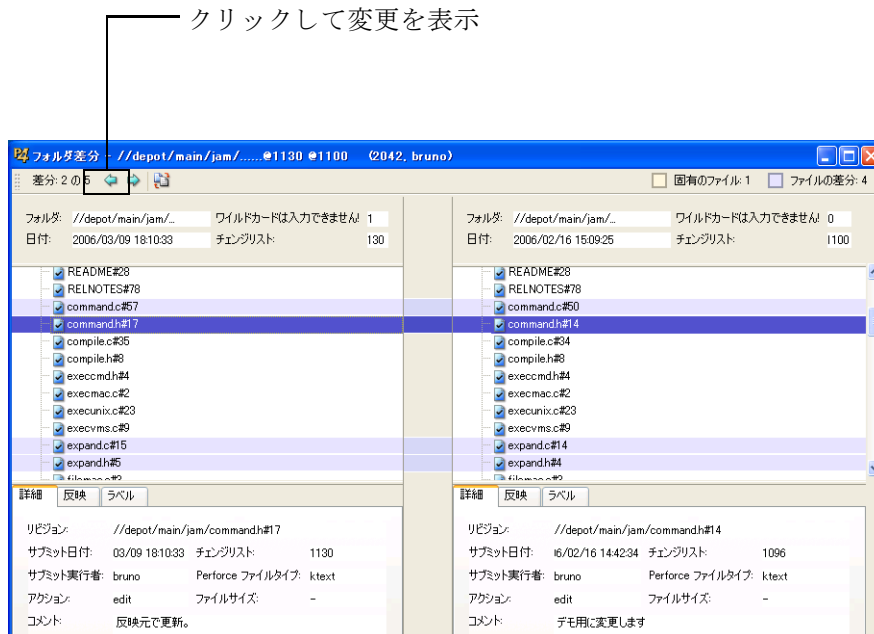 クリックして変更を表示
フォルダ差分 - //depot/main/jam/......@1130 @1100 (2042, bruno)
差分: 2 の 5 固有のファイル: 1 ファイルの差分: 4
フォルダ: //depot/main/jam/... ワイルドカードは入力できません! 1
日付: 2006/03/09 18:10:33 チェンジリスト: 130
README#28
RELNOTES#78
command.c#57
command.h#17
compile.c#35
compile.h#8
execcmd.h#4
execmac.c#2
execunix.c#23
execvms.c#9
expand.c#15
expand.h#5
詳細 反映 ラベル
リビジョン: //depot/main/jam/command.h#17
サブミット日付: 03/09 18:10:33 チェンジリスト: 1130
サブミット実行者: bruno Perforce ファイルタイプ: ktext
アクション: edit ファイルサイズ: -
コメント: 反映元で更新。
フォルダ: //depot/main/jam/... ワイルドカードは入力できません! 0
日付: 2006/02/16 15:09:25 チェンジリスト: 1100
README#28
RELNOTES#78
command.c#50
command.h#14
compile.c#34
compile.h#8
execcmd.h#4
execmac.c#2
execunix.c#23
execvms.c#9
expand.c#14
expand.h#4
詳細 反映 ラベル
リビジョン: //depot/main/jam/command.h#14
サブミット日付: 16/02/16 14:42:34 チェンジリスト: 1096
サブミット実行者: bruno Perforce ファイルタイプ: ktext
アクション: edit ファイルサイズ: -
コメント: デモ用に変更します